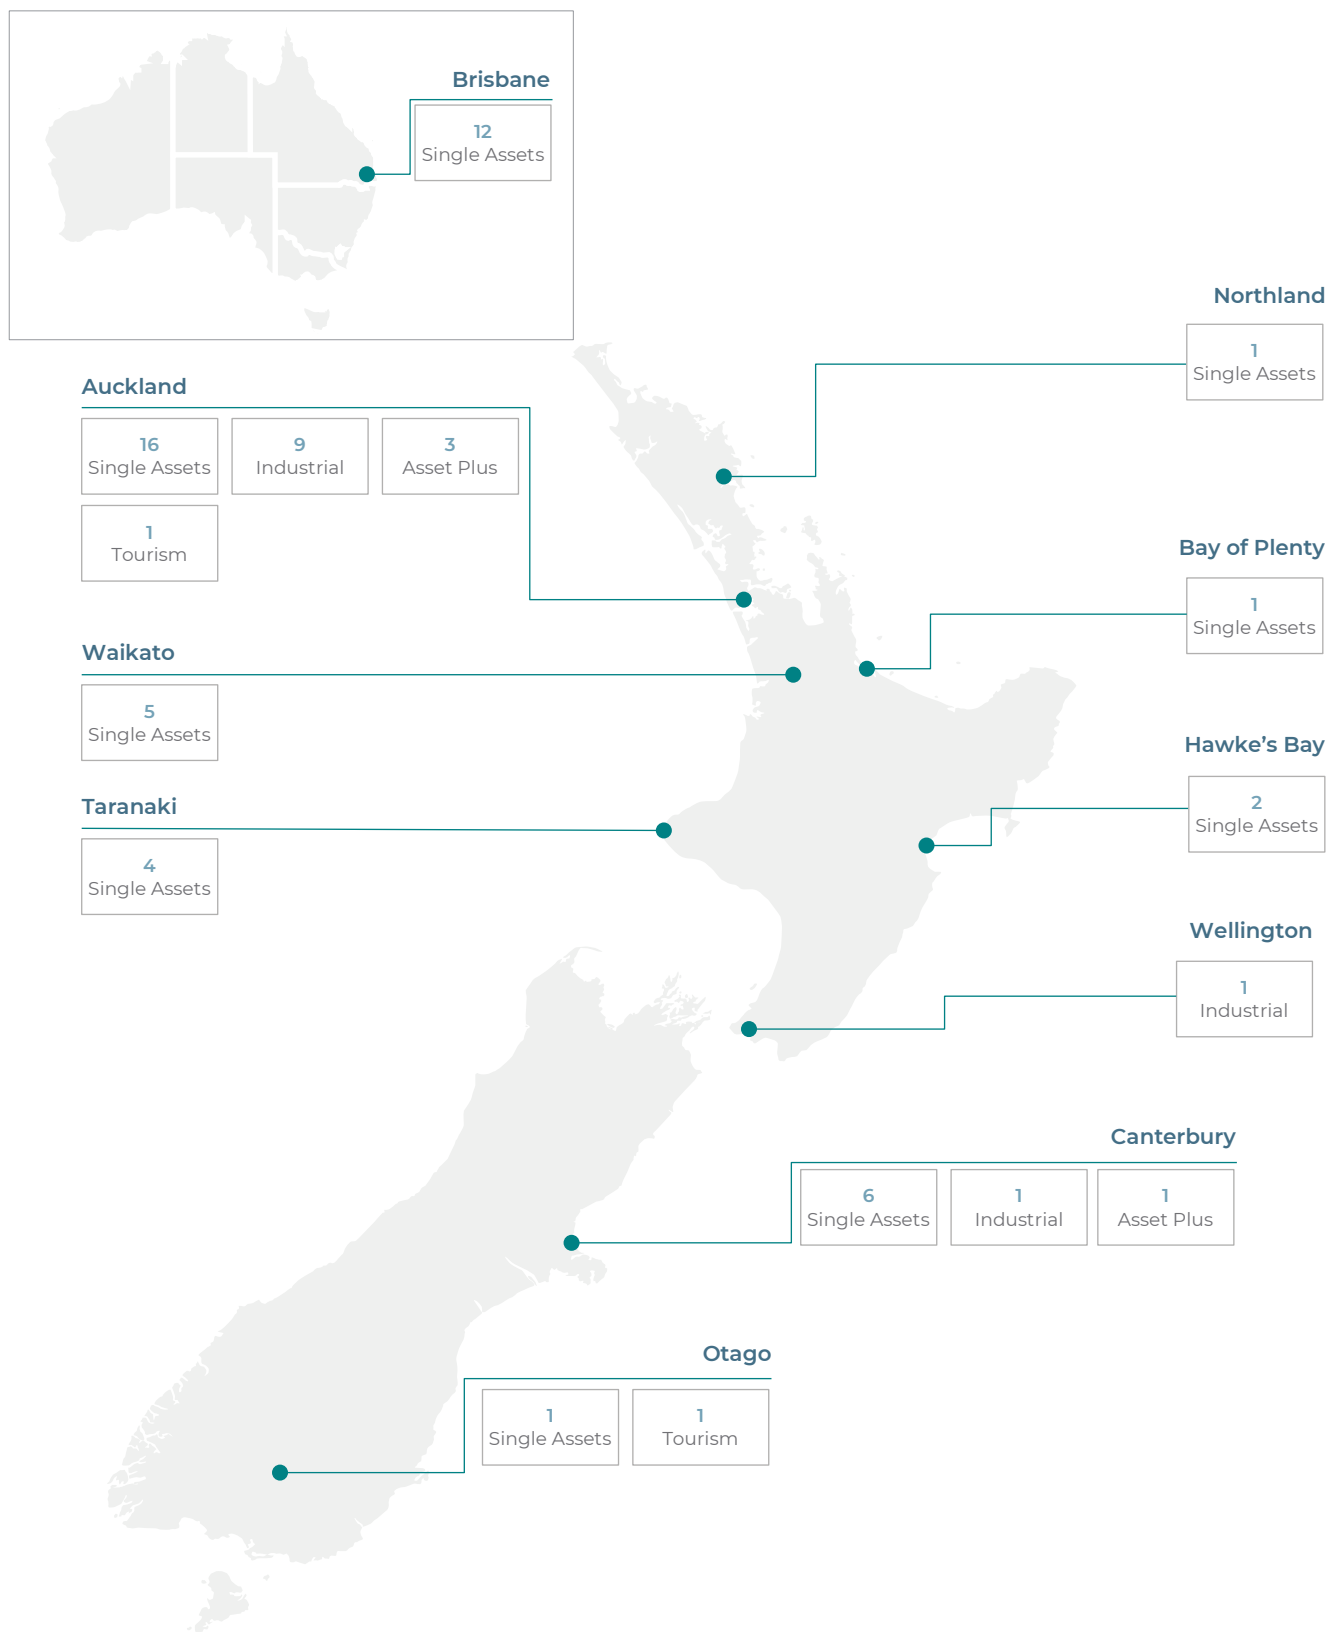 Brisbane
12
Single Assets
Northland
1
Single Assets
Auckland
16
Single Assets
9
Industrial
3
Asset Plus
1
Tourism
Bay of Plenty
1
Single Assets
Waikato
5
Single Assets
Hawke’s Bay
2
Single Assets
Taranaki
4
Single Assets
Wellington
1
Industrial
Canterbury
6
Single Assets
1
Industrial
1
Asset Plus
Otago
1
Single Assets
1
Tourism